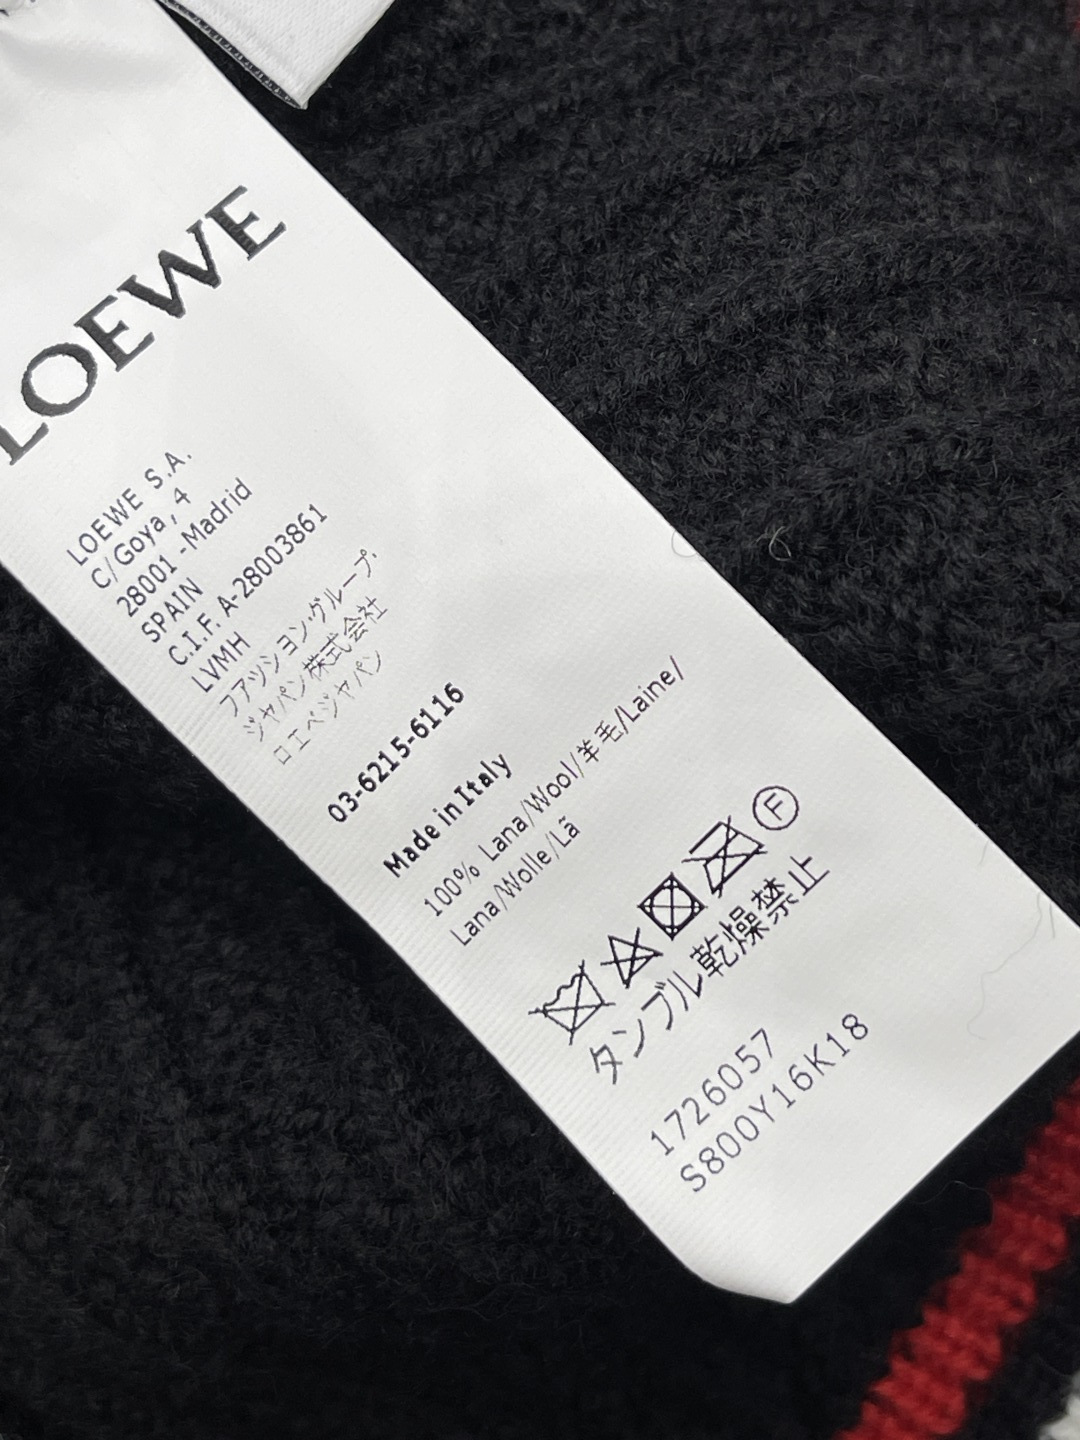 LOEWE
LOEWE S.A.
C/Goya, 4
28001 -Madrid
SPAIN
C.I.F. A-28003861
LVMH
ファッション・グループ・
ジャパン株式会社
ロエベジャパン
03-6215-6116
Made in Italy
100% Lana/Wool/羊毛/Laine/
Lana/Wolle/Lã
F
タンブル乾燥禁止
1726057
S800Y16K18